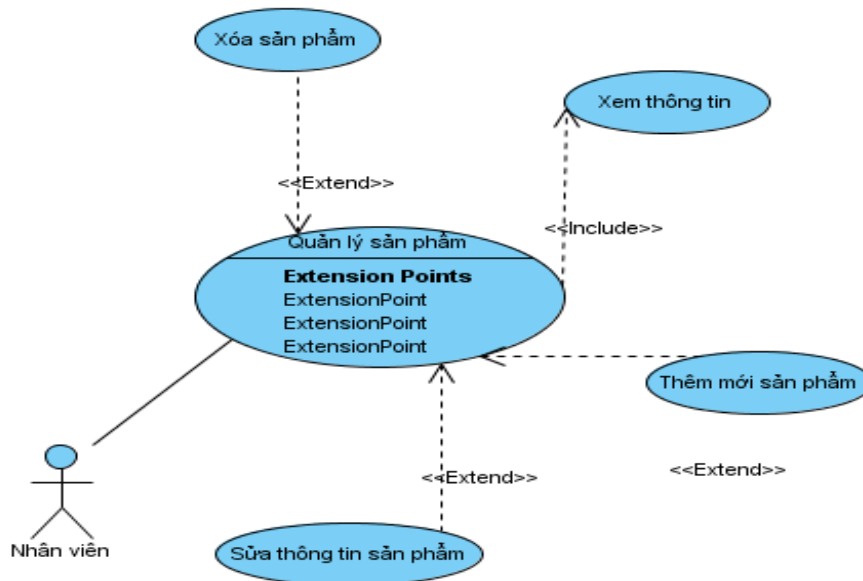 Xóa sản phẩm
Xem thông tin
<<Extend>>
<<Include>>
Quản lý sản phẩm
Extension Points
ExtensionPoint
ExtensionPoint
ExtensionPoint
Thêm mới sản phẩm
<<Extend>>
<<Extend>>
Nhân viên
Sửa thông tin sản phẩm